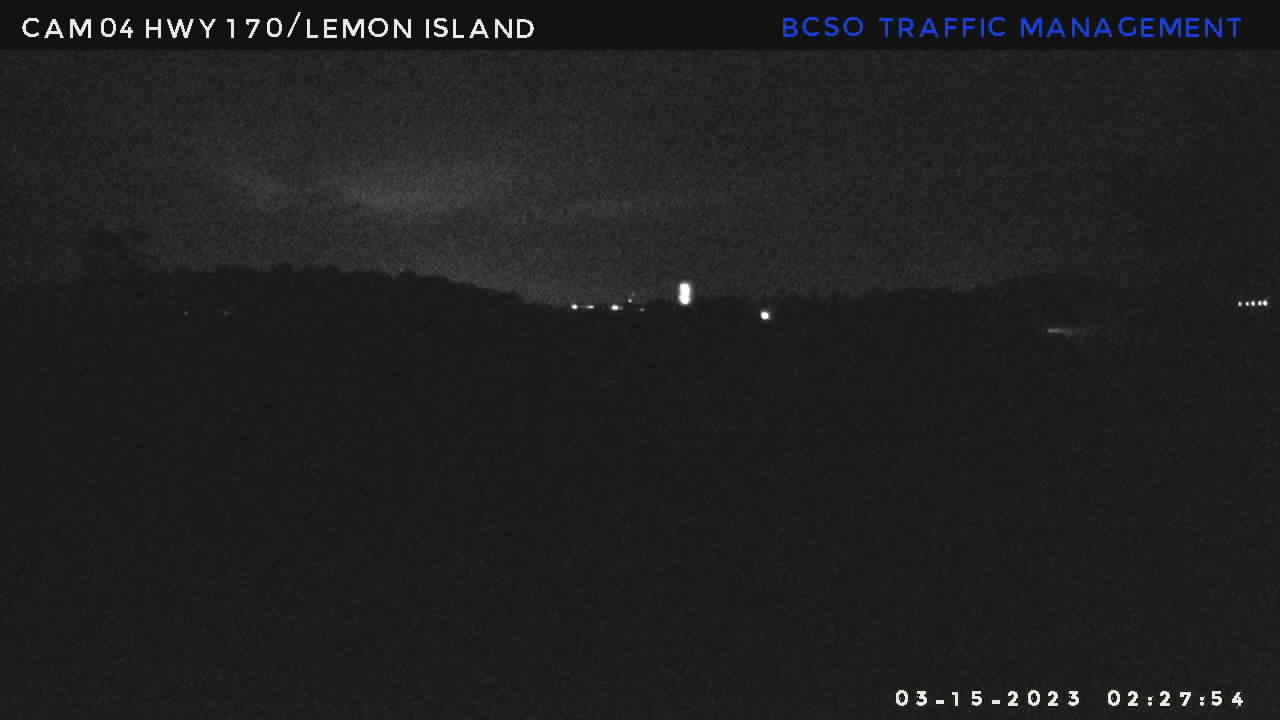 CAM04 HWY 170/LEMON ISLAND
BCSO TRAFFIC MANAGEMENT
03-15-2023 02:27:54